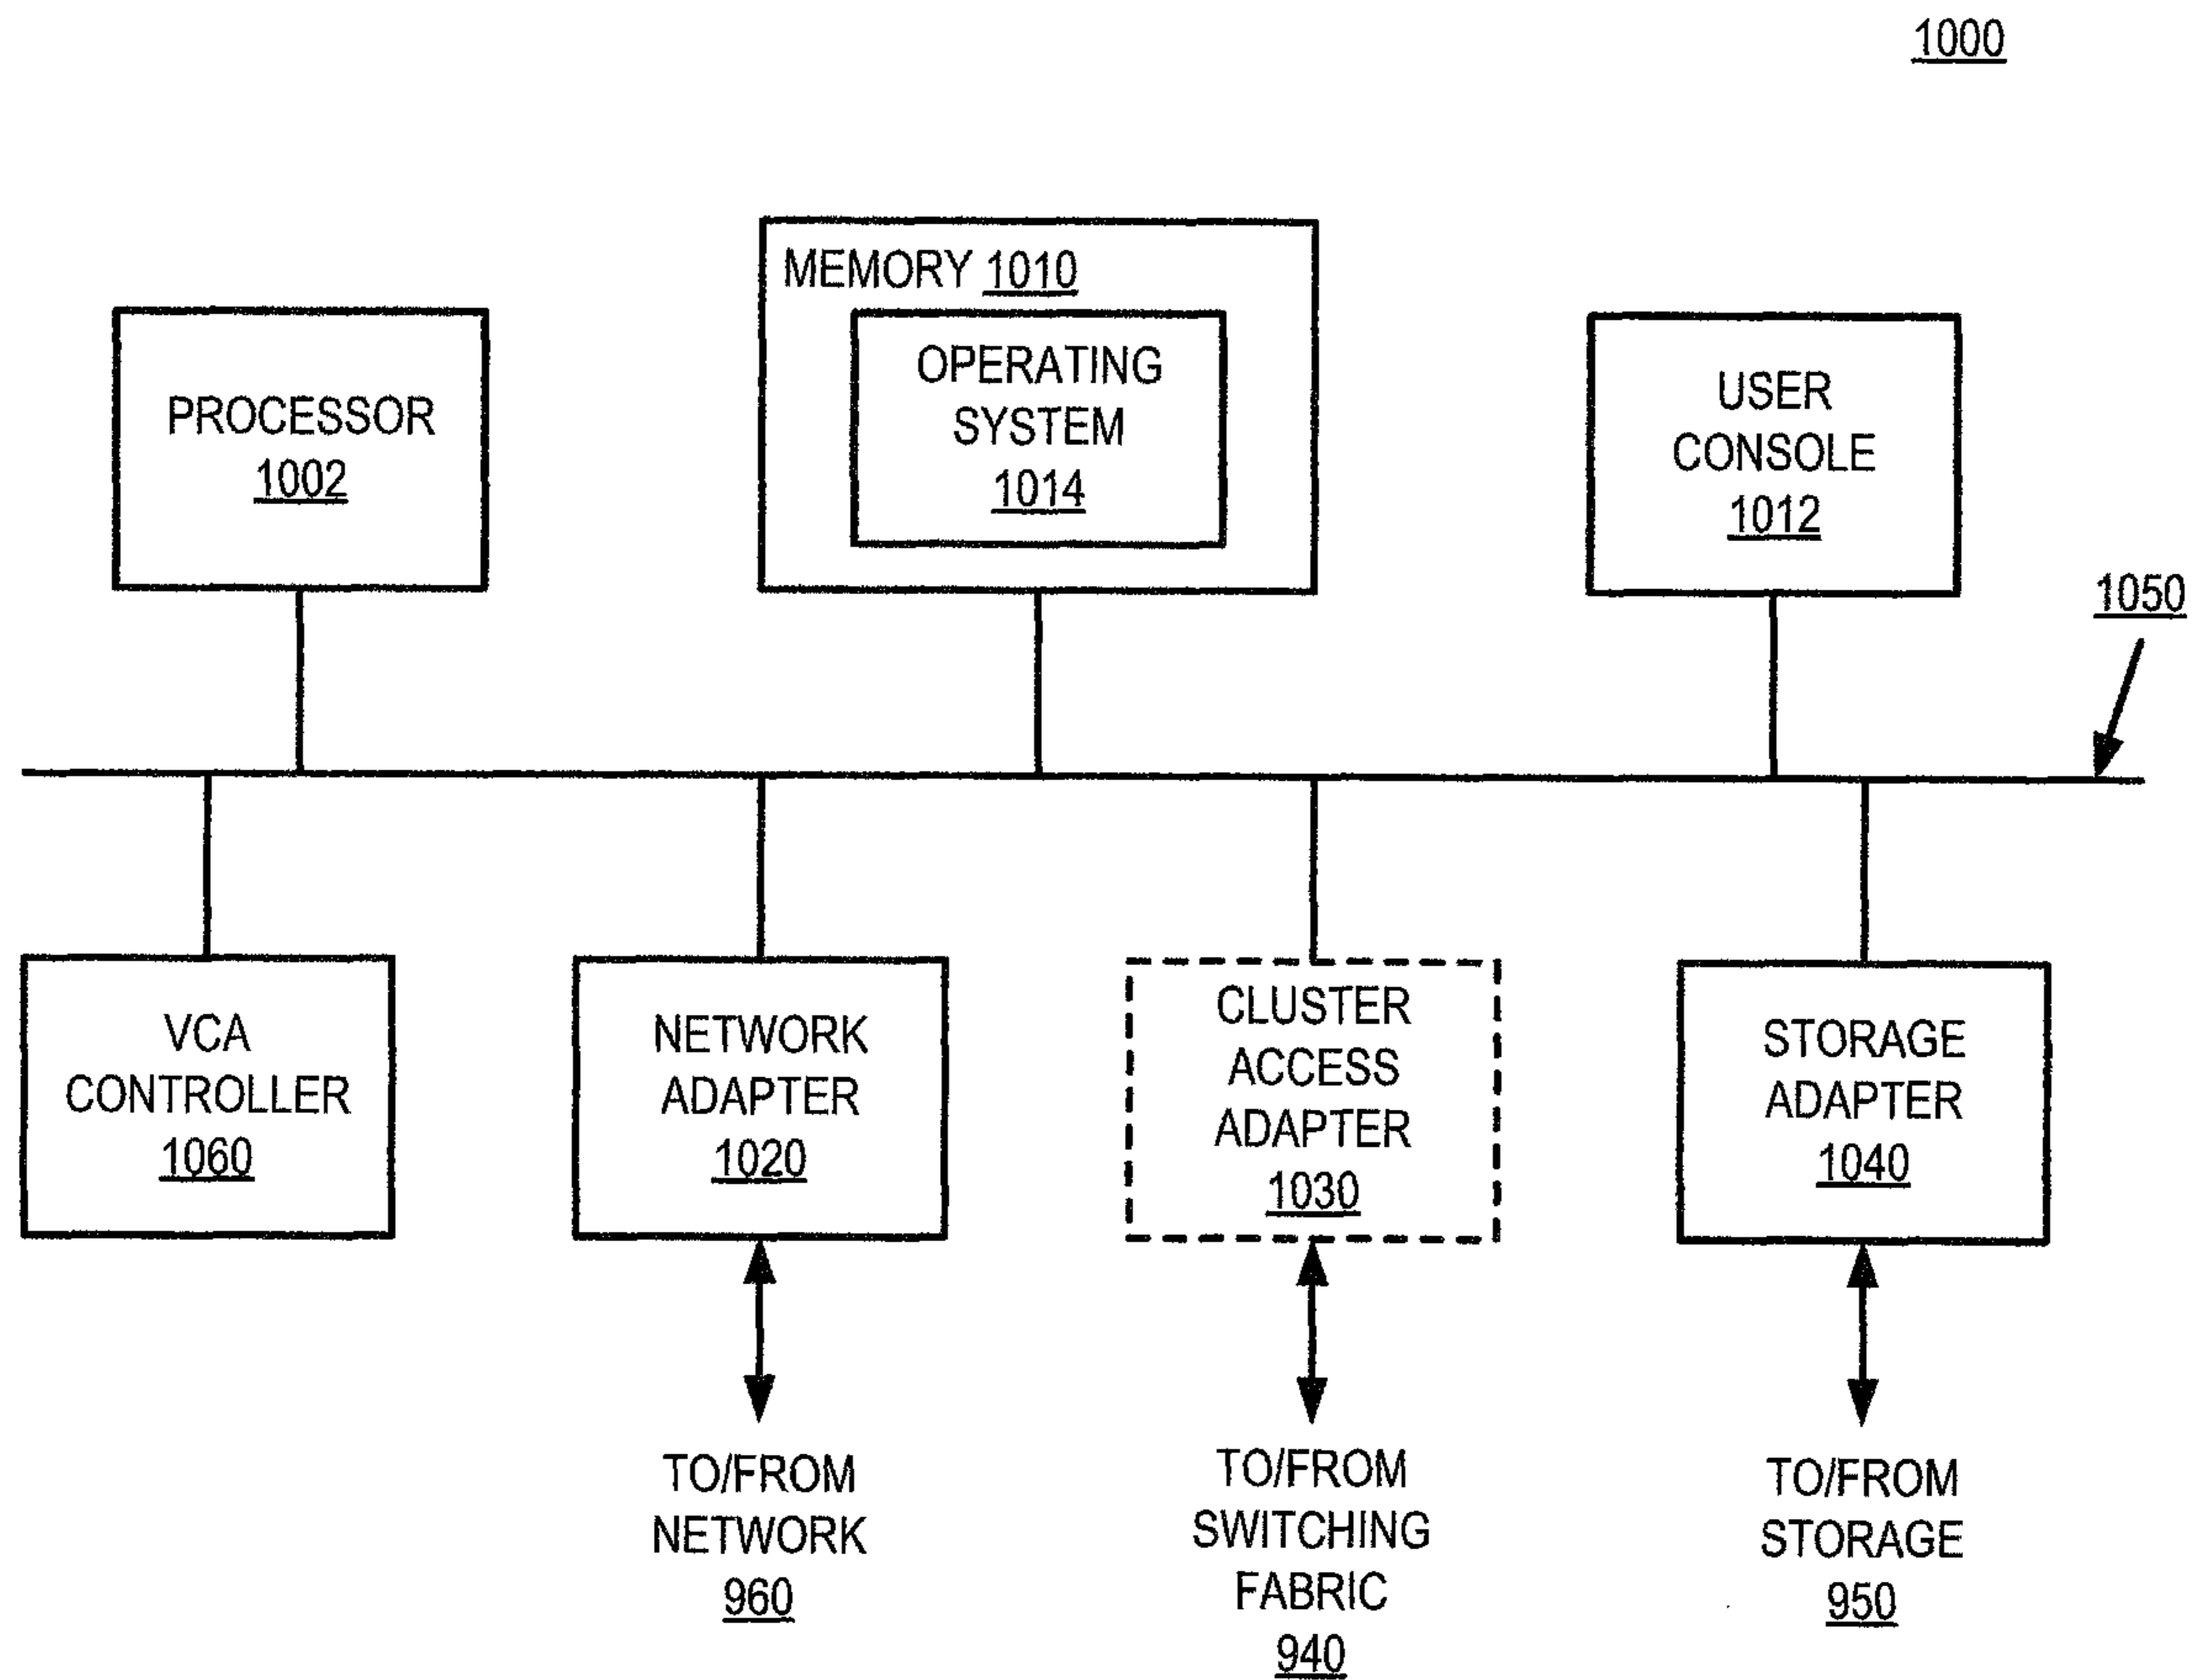 1000
MEMORY 1010
OPERATING
SYSTEM
1014
PROCESSOR
1002
USER
CONSOLE
1012
1050
VCA
CONTROLLER
1060
NETWORK
ADAPTER
1020
CLUSTER
ACCESS
ADAPTER
1030
STORAGE
ADAPTER
1040
TO/FROM
NETWORK
960
TO/FROM
SWITCHING
FABRIC
940
TO/FROM
STORAGE
950